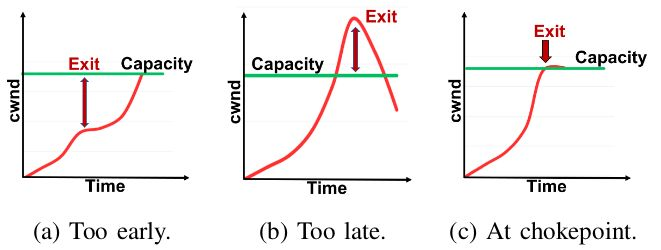 Exit
Capacity
cwnd
Time
(a) Too early.
Exit
Capacity
cwnd
Time
(b) Too late.
Exit
Capacity
cwnd
Time
(c) At chokepoint.